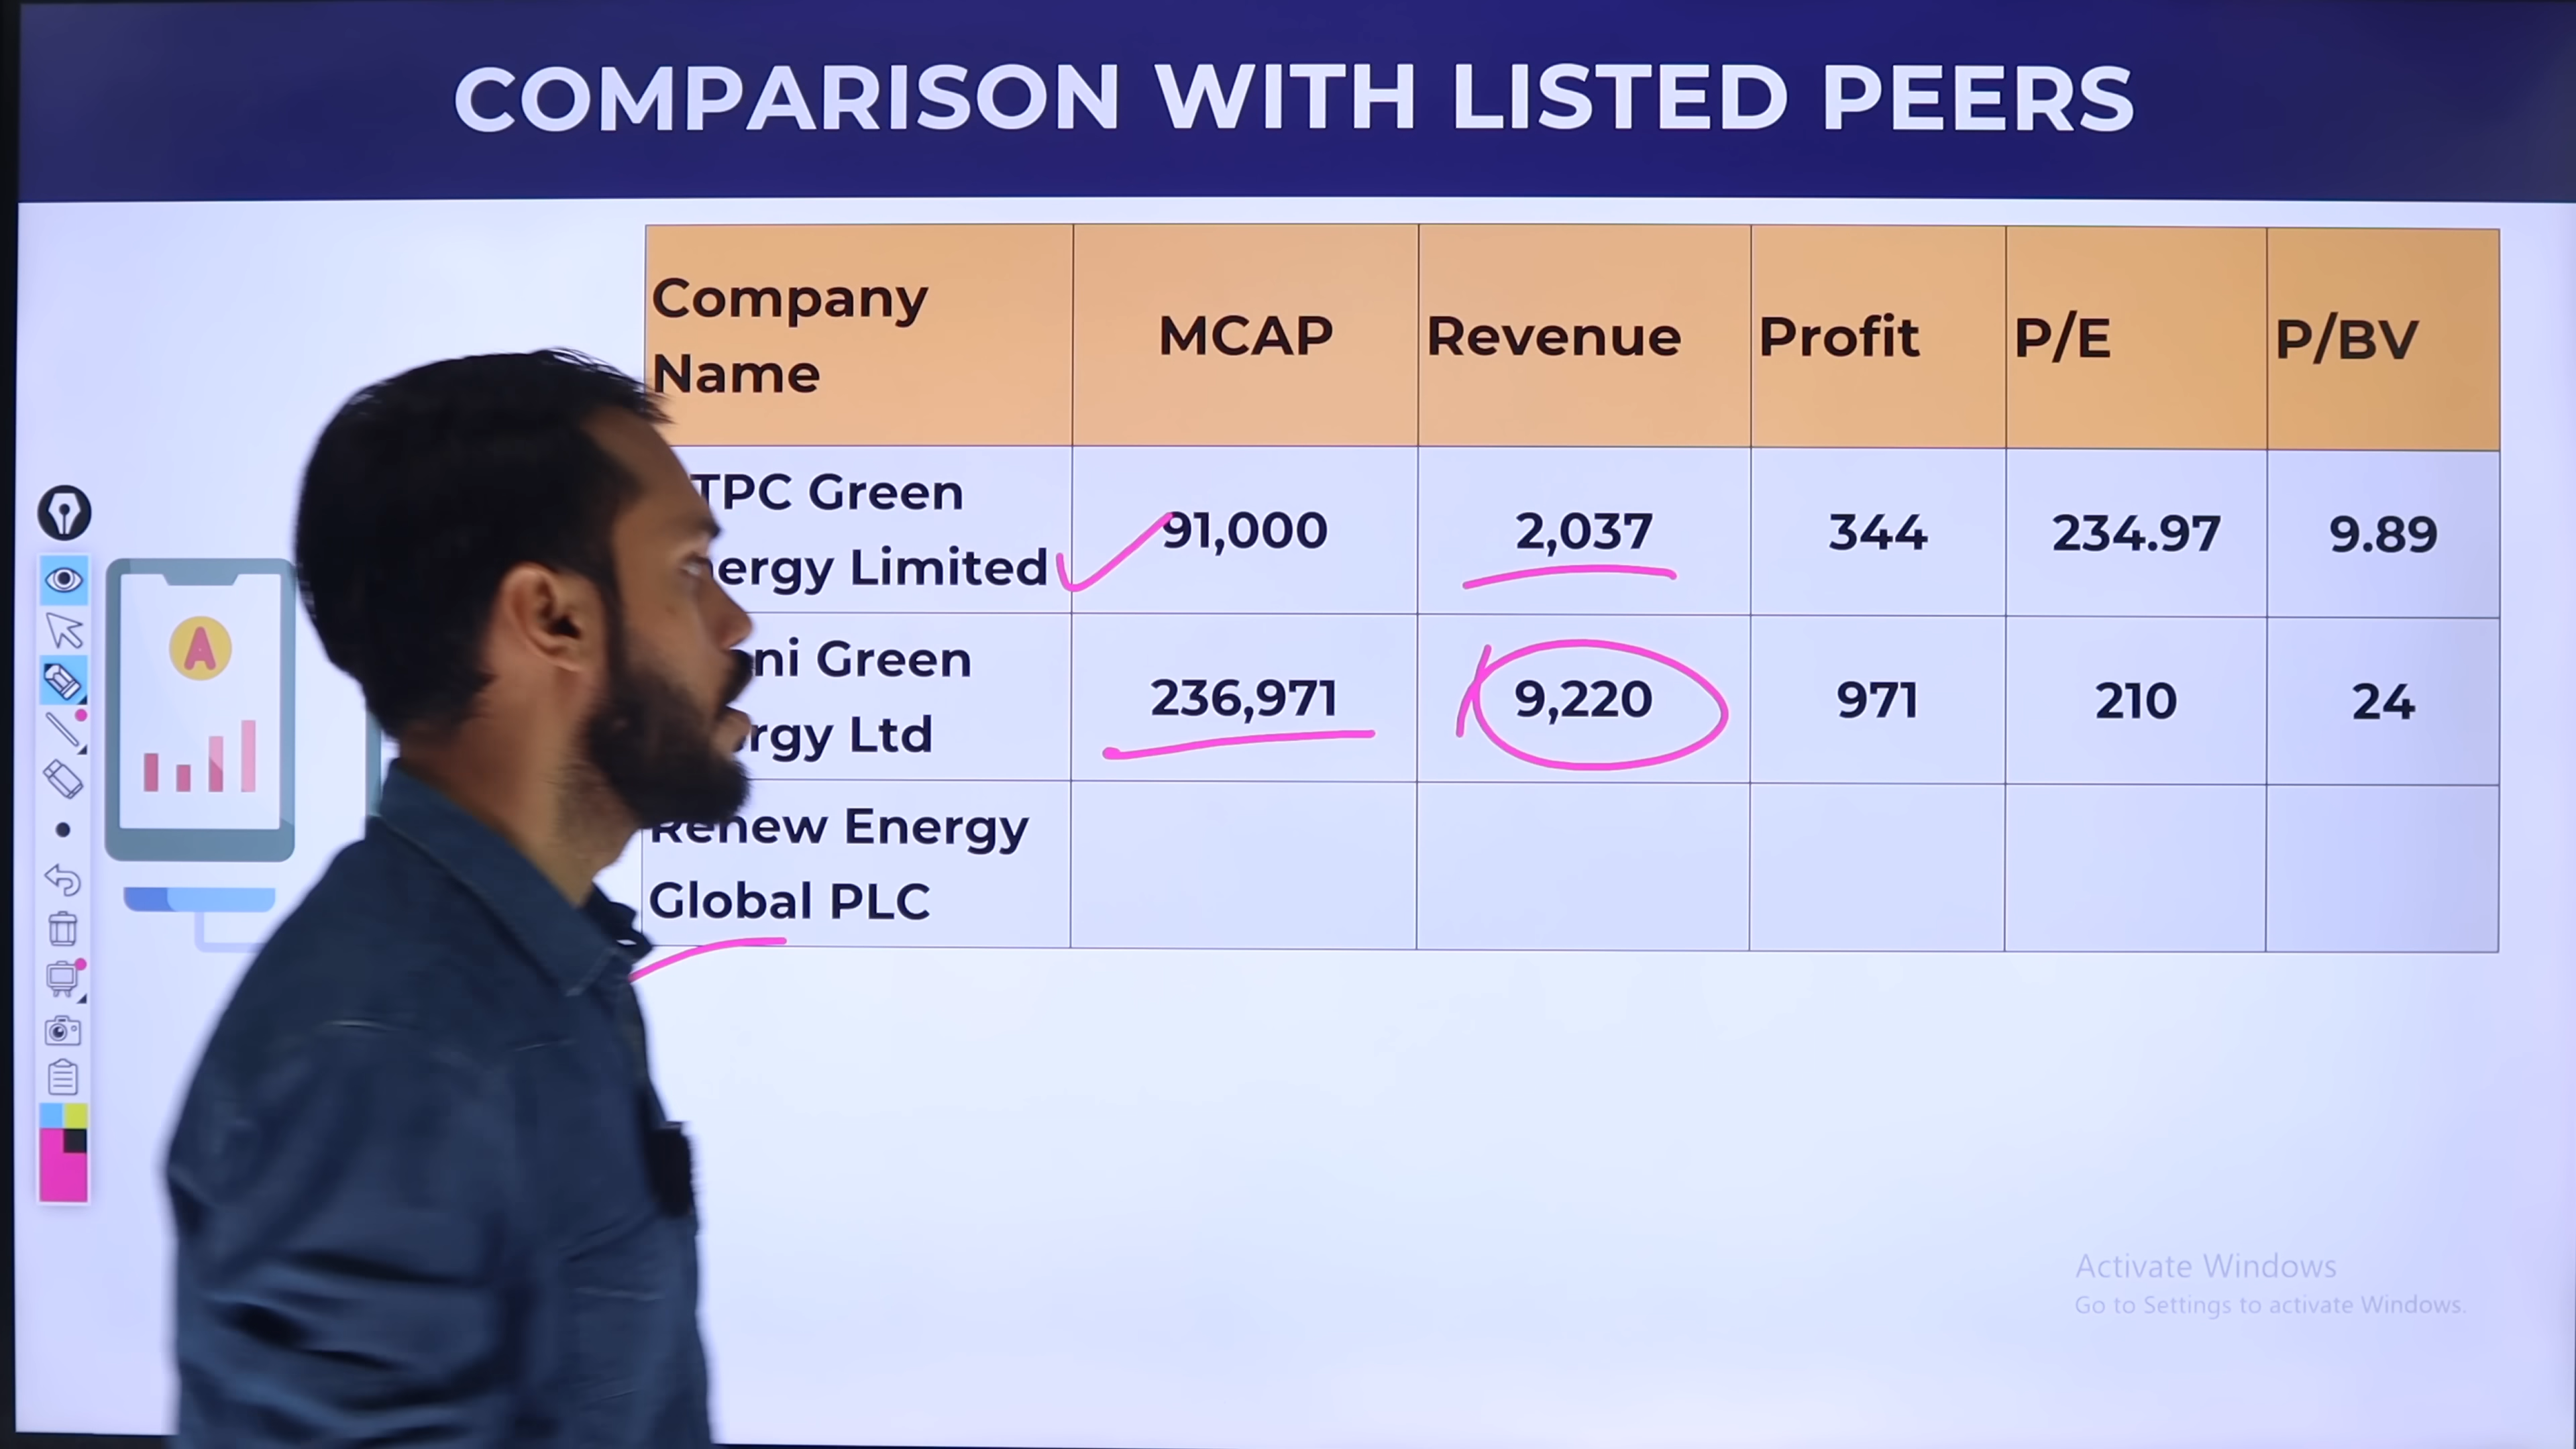 COMPARISON WITH LISTED PEERS
Company Name MCAP Revenue Profit P/E P/BV
TPC Green
ergy Limited 91,000 2,037 344 234.97 9.89
ni Green
rgy Ltd 236,971 9,220 971 210 24
Renew Energy
Global PLC
A
Activate Windows
Go to Settings to activate Windows.